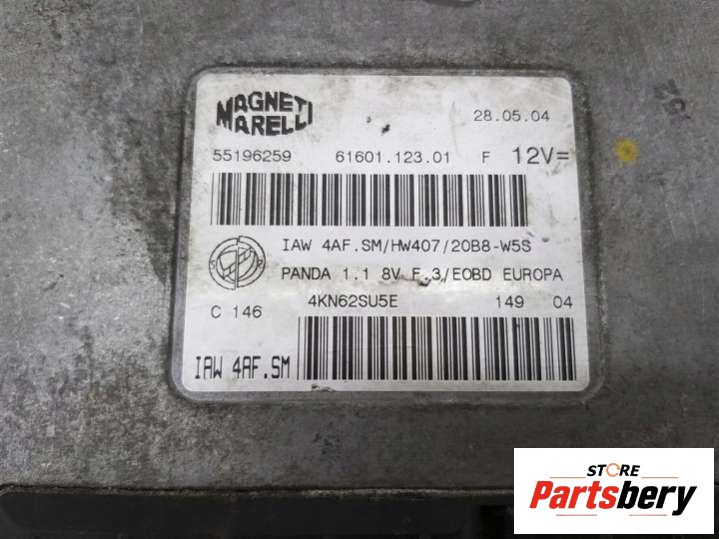 MAGNETI
MARELLI
28.05.04
55196259 61601.123.01 F 12V=
IAW 4AF.SM/HW407/20B8-W5S
PANDA 1.1 8V F.3/EOBD EUROPA
C 146 4KN62SU5E 149 04
IAW 4AF.SM
STORE
Partsbery